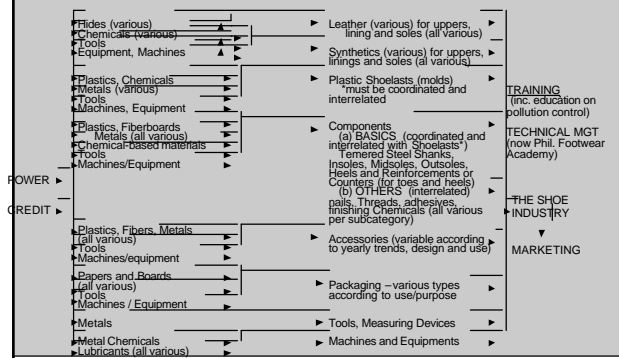 POWER
CREDIT
Hides (various)
Chemicals (various)
Tools
Equipment, Machines
Plastics, Chemicals
Metals (various)
Tools
Machines, Equipment
Plastics, Fiberboards
Metals (all various)
Chemical-based materials
Tools
Machines/Equipment
Plastics, Fibers, Metals
(all various)
Tools
Machines/equipment
Papers and Boards
(all various)
Tools
Machines / Equipment
Metals
Metal Chemicals
Lubricants (all various)
Leather (various) for uppers,
lining and soles (all various)
Synthetics (various) for uppers,
linings and soles (al various)
Plastic Shoelasts (molds)
*must be coordinated and
interrelated
Components
(a) BASICS (coordinated and
interrelated with Shoelasts*)
Temered Steel Shanks,
Insoles, Midsoles, Outsoles,
Heels and Reinforcements or
Counters (for toes and heels)
(b) OTHERS (interrelated)
nails, Threads, adhesives,
finishing Chemicals (all various
per subcategory)
Accessories (variable according
to yearly trends, design and use)
Packaging – various types
according to use/purpose
Tools, Measuring Devices
Machines and Equipments
TRAINING
(inc. education on
pollution control)
TECHNICAL MGT
(now Phil. Footwear
Academy)
THE SHOE
INDUSTRY
MARKETING